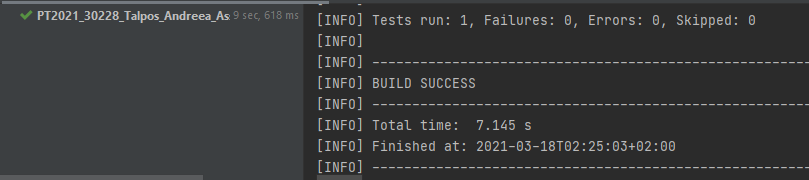 PT2021_30228_Talpos_Andreea_As 9 sec, 618 ms
[INFO] Tests run: 1, Failures: 0, Errors: 0, Skipped: 0
[INFO]
[INFO] ------------------------------------------------------
[INFO] BUILD SUCCESS
[INFO] ------------------------------------------------------
[INFO] Total time:  7.145 s
[INFO] Finished at: 2021-03-18T02:25:03+02:00
[INFO] ------------------------------------------------------